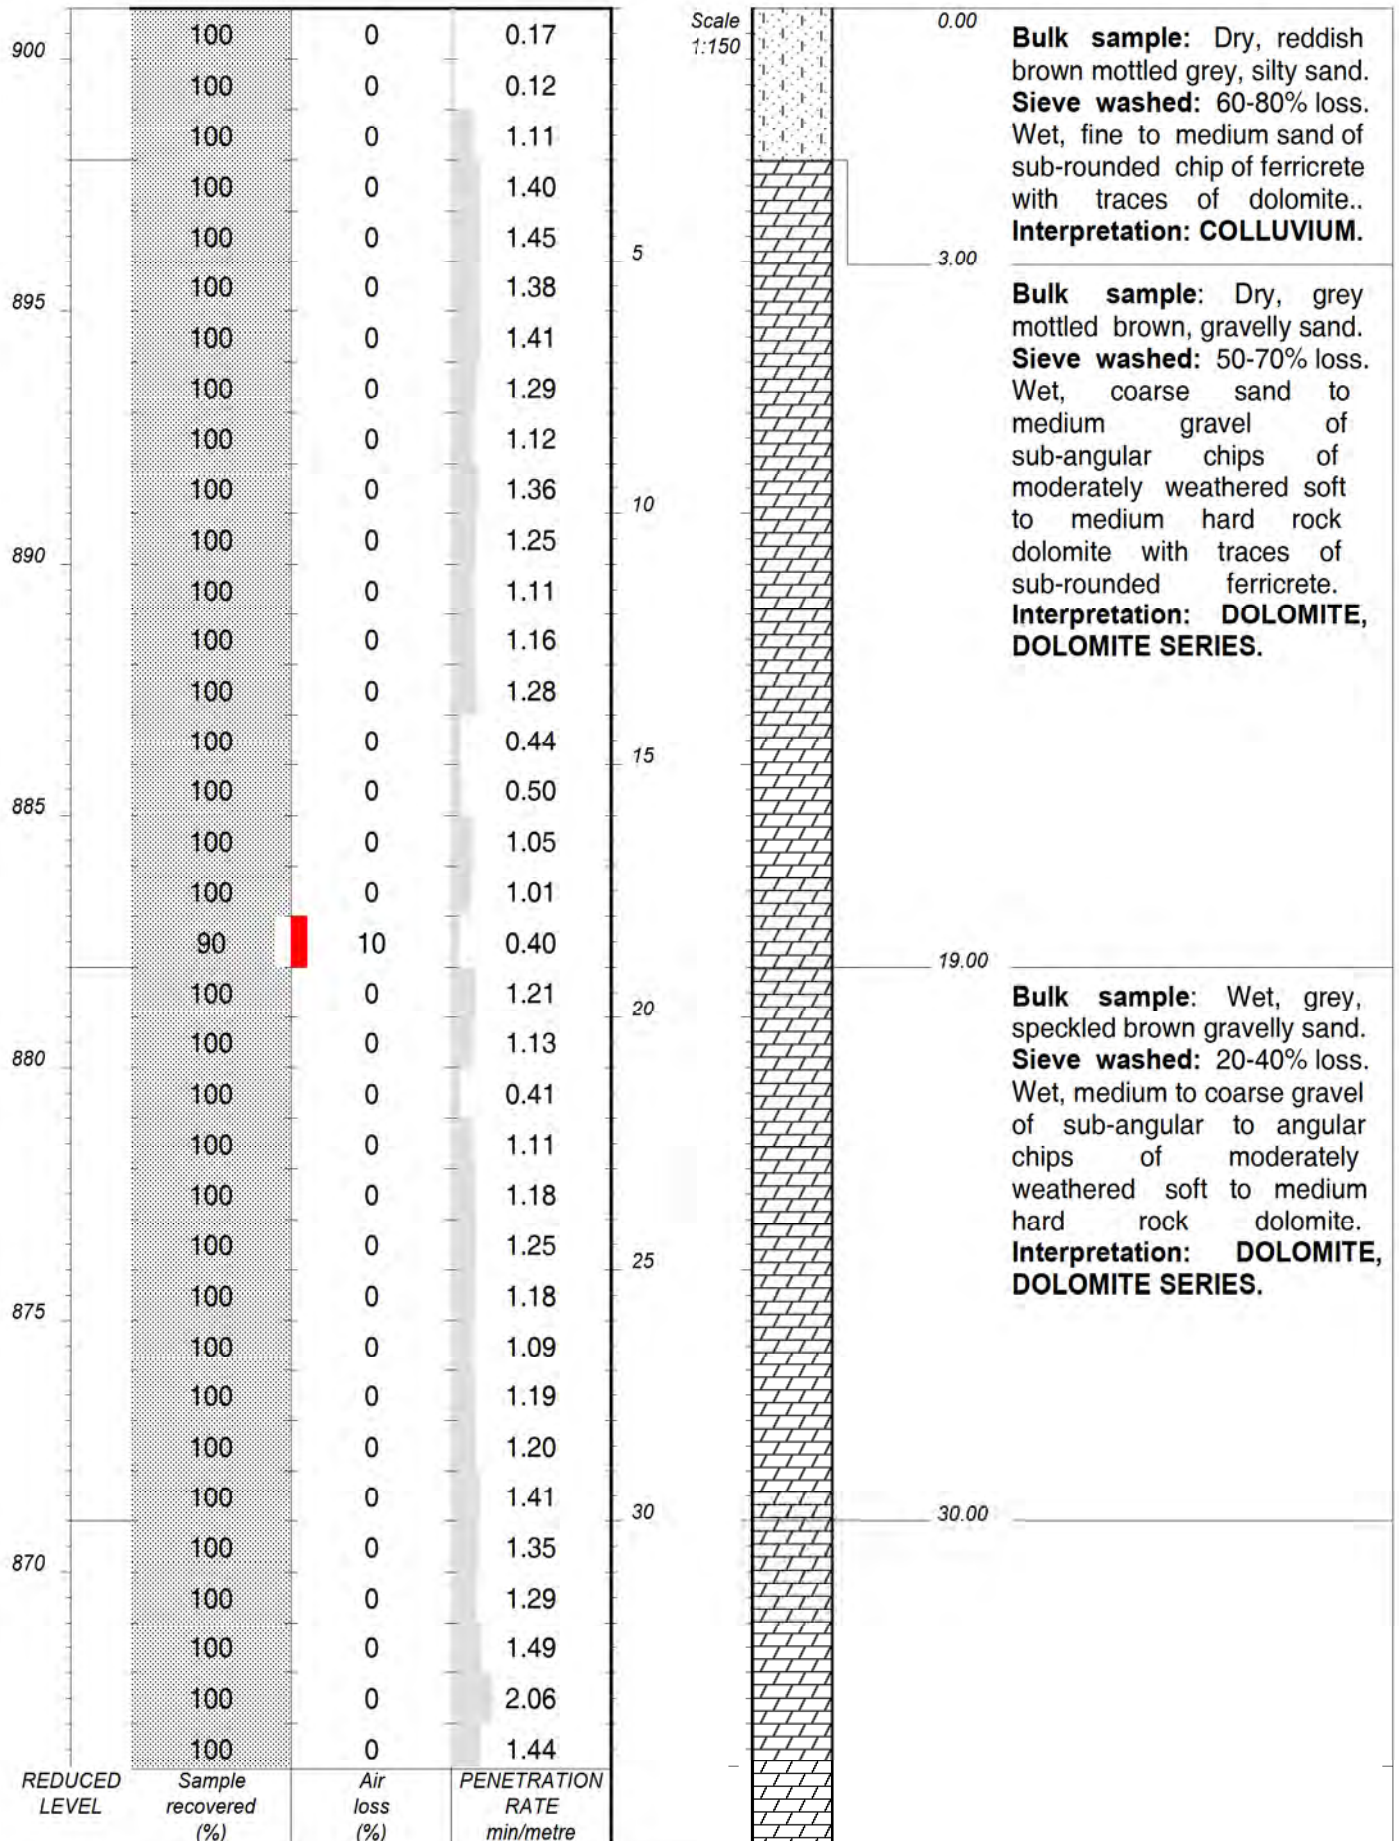 Scale
1:150
0.00
900
100 0 0.17
100 0 0.12
100 0 1.11
100 0 1.40
100 0 1.45
5
100 0 1.38
895
100 0 1.41
100 0 1.29
100 0 1.12
100 0 1.36
10
100 0 1.25
890
100 0 1.11
100 0 1.16
100 0 1.28
100 0 0.44
15
100 0 0.50
885
100 0 1.05
100 0 1.01
90 10 0.40
100 0 1.21
20
100 0 1.13
880
100 0 0.41
100 0 1.11
100 0 1.18
100 0 1.25
25
100 0 1.18
875
100 0 1.09
100 0 1.19
100 0 1.20
100 0 1.41
30
100 0 1.35
870
100 0 1.29
100 0 1.49
100 0 2.06
100 0 1.44
REDUCED
LEVEL
Sample
recovered
(%)
Air
loss
(%)
PENETRATION
RATE
min/metre
Bulk sample: Dry, reddish
brown mottled grey, silty sand.
Sieve washed: 60-80% loss.
Wet, fine to medium sand of
sub-rounded chip of ferricrete
with traces of dolomite..
Interpretation: COLLUVIUM.
3.00
Bulk sample: Dry, grey
mottled brown, gravelly sand.
Sieve washed: 50-70% loss.
Wet, coarse sand to
medium gravel of
sub-angular chips of
moderately weathered soft
to medium hard rock
dolomite with traces of
sub-rounded ferricrete.
Interpretation: DOLOMITE,
DOLOMITE SERIES.
19.00
Bulk sample: Wet, grey,
speckled brown gravelly sand.
Sieve washed: 20-40% loss.
Wet, medium to coarse gravel
of sub-angular to angular
chips of moderately
weathered soft to medium
hard rock dolomite.
Interpretation: DOLOMITE,
DOLOMITE SERIES.
30.00